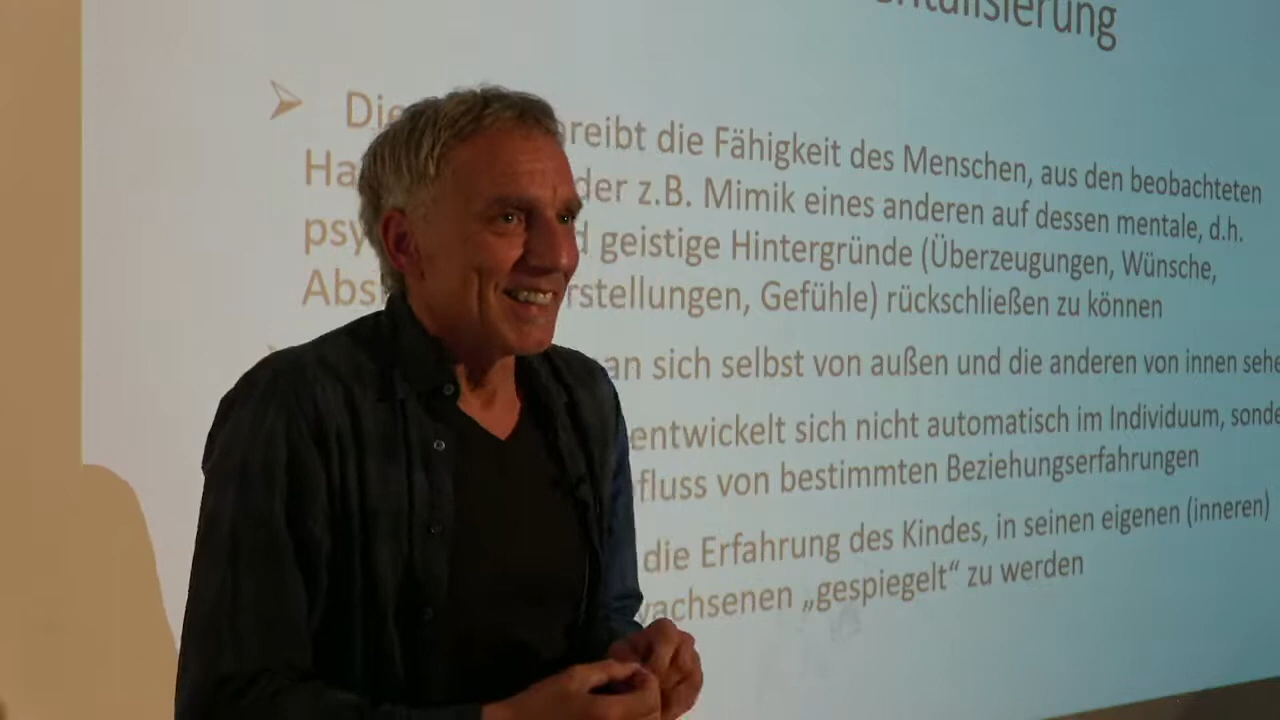 ntalisierung
Die reibt die Fähigkeit des Menschen, aus den beobachteten
der z.B. Mimik eines anderen auf dessen mentale, d.h.
geistige Hintergründe (Überzeugungen, Wünsche,
rstellungen, Gefühle) rückschließen zu können
an sich selbst von außen und die anderen von innen sehe
entwickelt sich nicht automatisch im Individuum, sonde
fluss von bestimmten Beziehungserfahrungen
die Erfahrung des Kindes, in seinen eigenen (inneren)
wachsenen „gespiegelt“ zu werden